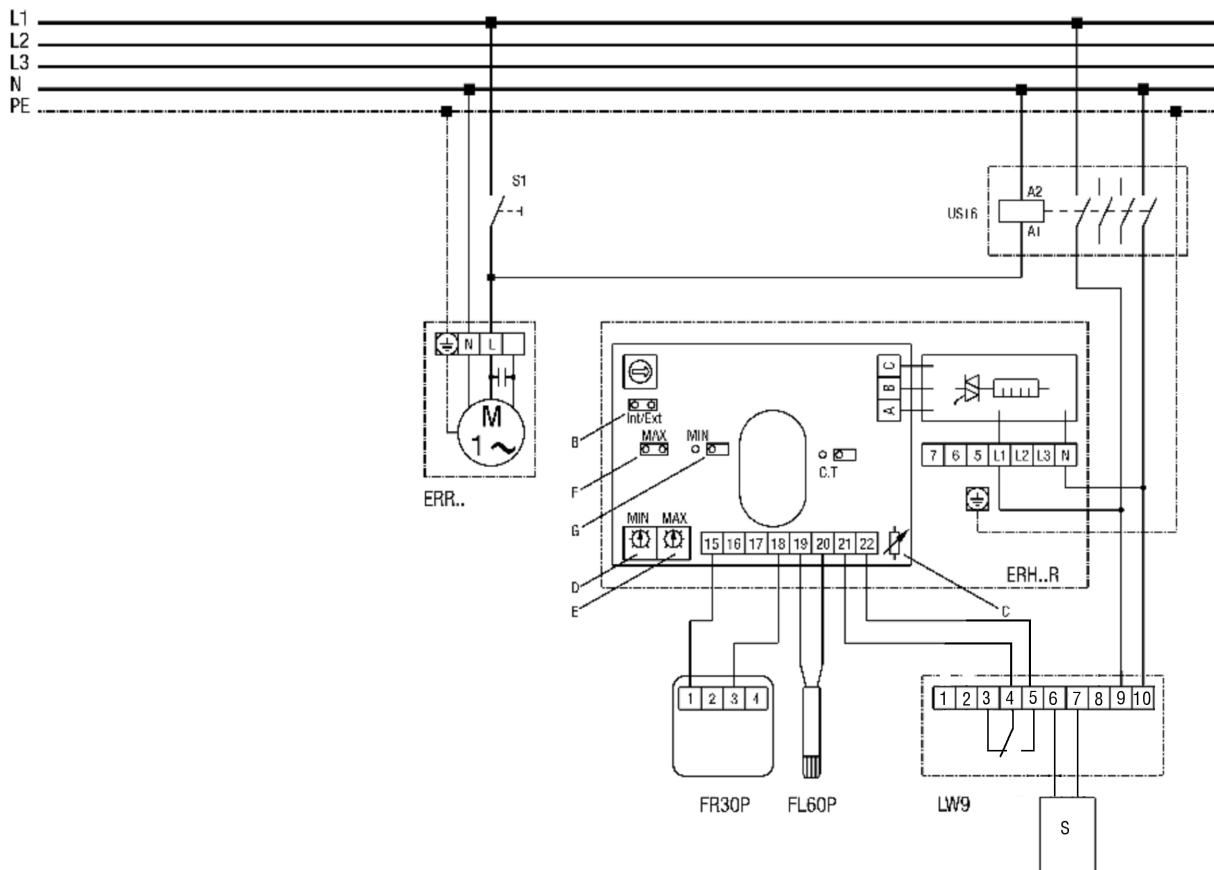 L1
L2
L3
N
PE
S1
A2
US16
A1
N L
M
1~
ERR..
Int/Ext
MAX MIN
C.T
C
B
A
7 6 5 L1 L2 L3 N
B
F
G
D
E
MIN MAX
15 16 17 18 19 20 21 22
ERH..R
C
1 2 3 4
1 2 3 4 5 6 7 8 9 10
FR30P FL60P LW9
S